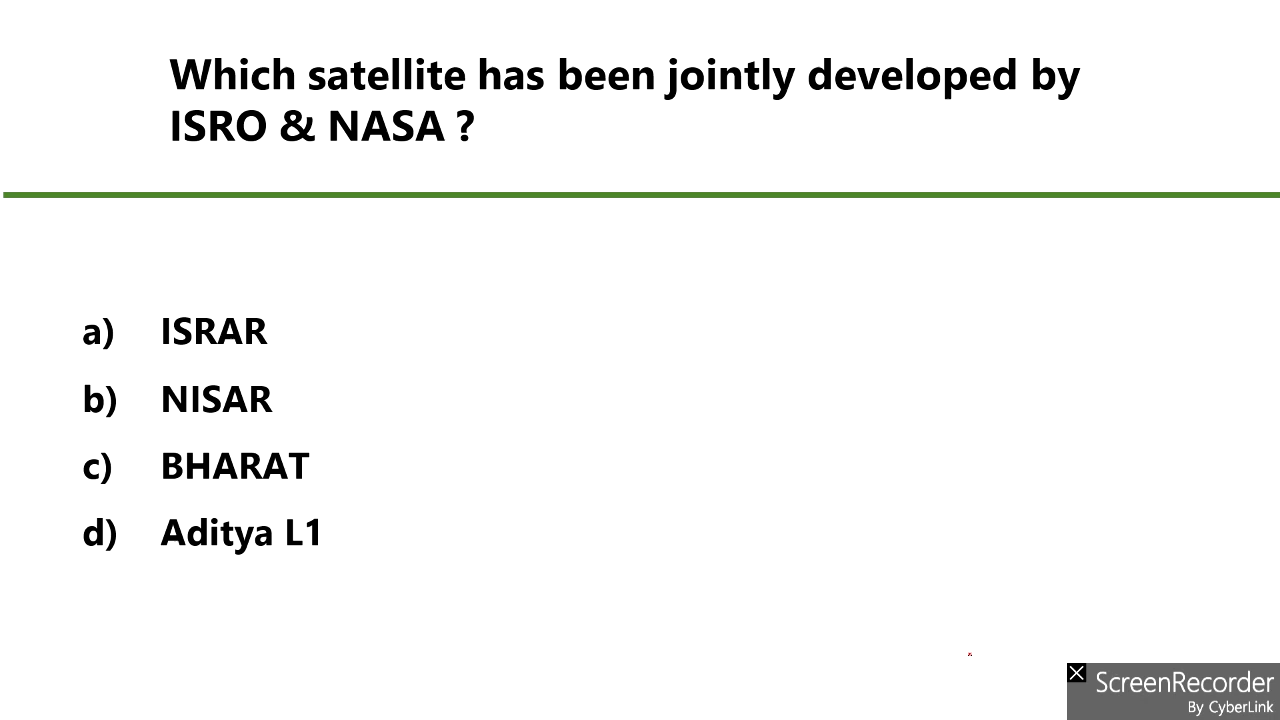 Which satellite has been jointly developed by
ISRO & NASA ?
a) ISRAR
b) NISAR
c) BHARAT
d) Aditya L1
ScreenRecorder
By CyberLink